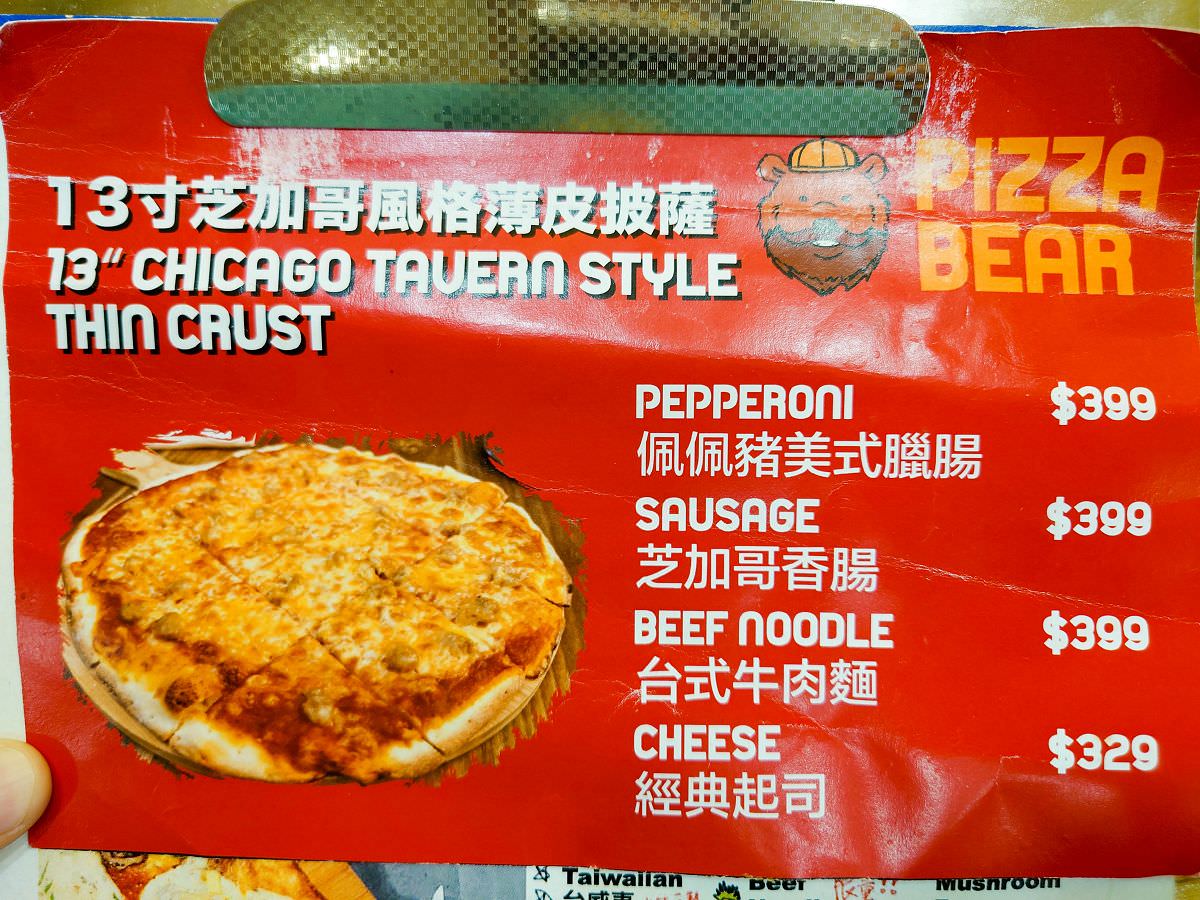 PIZZA
BEAR
13寸芝加哥風格薄皮披薩
13“ CHICAGO TAVERN STYLE
THIN CRUST
PEPPERONI $399
佩佩豬美式臘腸
SAUSAGE $399
芝加哥香腸
BEEF NOODLE $399
台式牛肉麵
CHEESE $329
經典起司
Taiwaiian Beef Mushroom